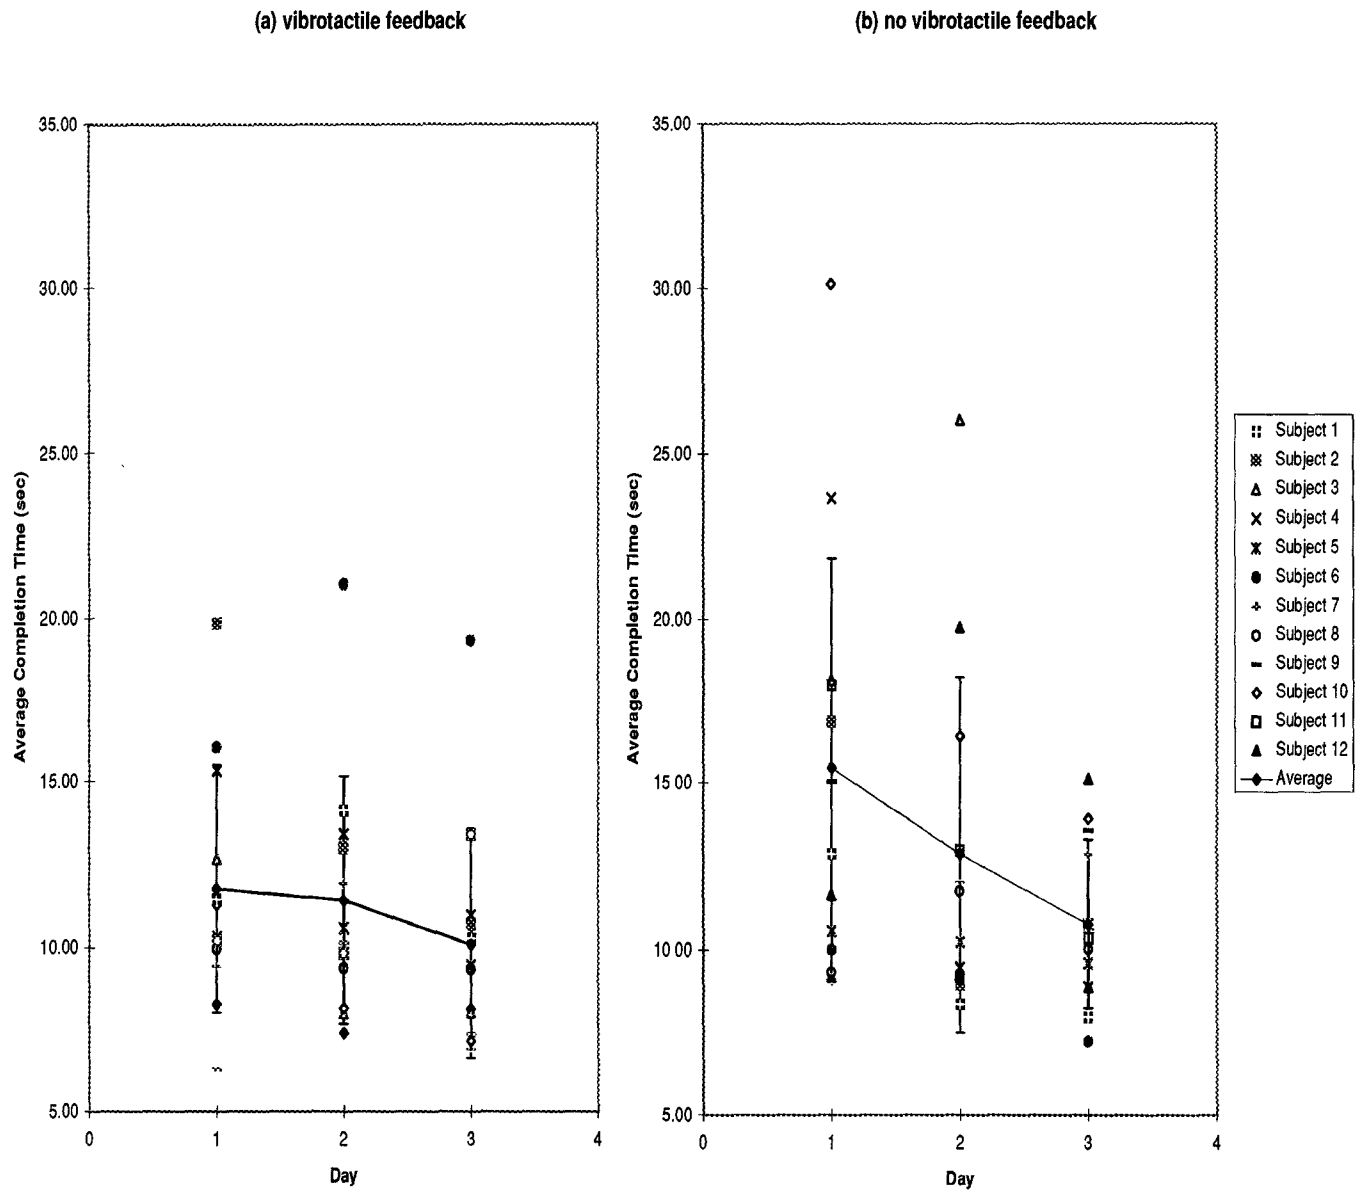 (a) vibrotactile feedback
(b) no vibrotactile feedback
35.00
30.00
25.00
20.00
15.00
10.00
5.00
0
1
2
3
4
Average Completion Time (sec)
Day
35.00
30.00
25.00
20.00
15 00
10 00
5.00
0
1
2
3
4
Average Completion Time (sec)
Day
Subject 1
Subject 2
Subject 3
Subject 4
Subject 5
Subject 6
Subject 7
Subject 8
Subject 9
Subject 10
Subject 11
Subject 12
Average